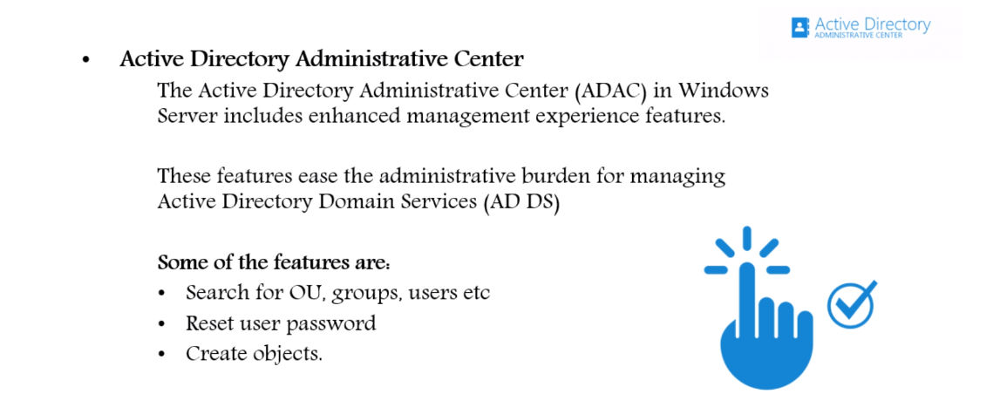 Active Directory
ADMINISTRATIVE CENTER
• Active Directory Administrative Center
The Active Directory Administrative Center (ADAC) in Windows
Server includes enhanced management experience features.
These features ease the administrative burden for managing
Active Directory Domain Services (AD DS)
Some of the features are:
• Search for OU, groups, users etc
• Reset user password
• Create objects.